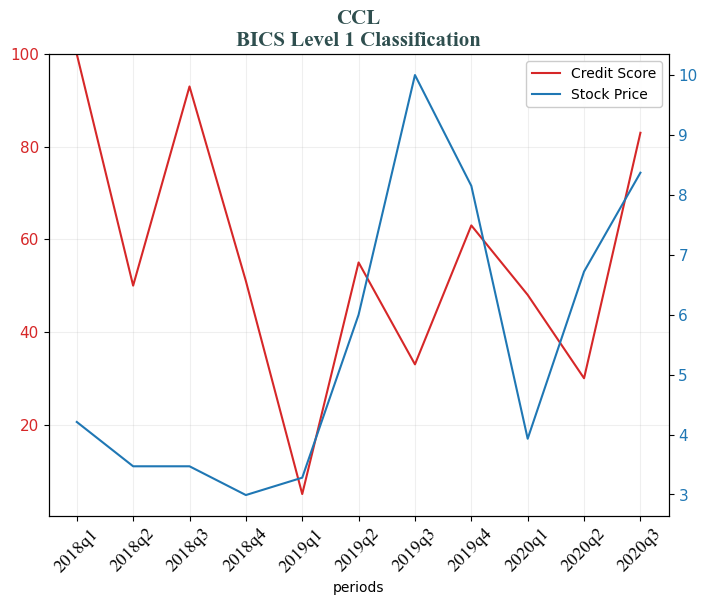 CCL
BICS Level 1 Classification
Credit Score
Stock Price
100
80
60
40
20
10
9
8
7
6
5
4
3
2018q1
2018q2
2018q3
2018q4
2019q1
2019q2
2019q3
2019q4
2020q1
2020q2
2020q3
periods